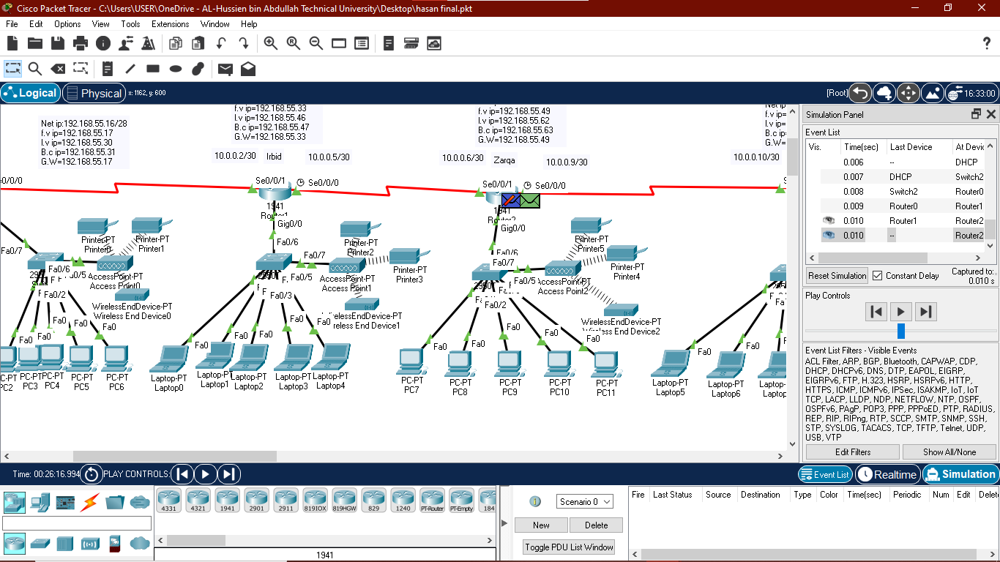 Cisco Packet Tracer - C:\Users\USER\OneDrive - AL-Hussien bin Abdullah Technical University\Desktop\hasan final.pkt
File Edit Options View Tools Extensions Window Help
Logical Physical x: 1162, y: 600
[Root] 16:33:00
Net ip:192.168.55.16/28
f.v ip=192.168.55.17
l.v ip=192.168.55.30
B.c ip=192.168.55.31
G.W=192.168.55.17
f.v ip=192.168.55.33
l.v ip=192.168.55.46
B.c ip=192.168.55.47
G.W=192.168.55.33
f.v ip=192.168.55.49
l.v ip=192.168.55.62
B.c ip=192.168.55.63
G.W=192.168.55.49
Net ip
f.v ip=
l.v ip=
B.c ip=
G.W=
10.0.0.2/30 Irbid 10.0.0.5/30
10.0.0.6/30 Zarqa 10.0.0.9/30
10.0.0.10/30
0/0/0 Se0/0/1 Se0/0/0 Se0/0/1 Se0/0/0
1941
Router1
Gig0/0
1941
Gig0/0
Printer-PT
Printer0
Printer-PT
Printer1
Printer-PT
Printer2
Printer-PT
Printer3
Printer-PT
Printer5
Printer-PT
Printer4
Fa0/7
Fa0/6
Fa0/2
AccessPoint-PT
Access Point0
WirelessEndDevice-PT
Wireless End Device0
Fa0/6
Fa0/7
Fa0/5
Fa0/3
AccessPoint-PT
Access Point1
WirelessEndDevice-PT
Wireless End Device1
Fa0/6
Fa0/7
Fa0/5
Fa0/2
AccessPoint-PT
Access Point2
WirelessEndDevice-PT
Wireless End Device2
Fa0 Fa0 Fa0 Fa0 Fa0 Fa0 Fa0 Fa0 Fa0 Fa0 Fa0 Fa0 Fa0
PC-PT
PC2
PC-PT
PC3
PC-PT
PC4
PC-PT
PC5
PC-PT
PC6
Laptop-PT
Laptop0
Laptop-PT
Laptop1
Laptop-PT
Laptop2
Laptop-PT
Laptop3
Laptop-PT
Laptop4
PC-PT
PC7
PC-PT
PC8
PC-PT
PC9
PC-PT
PC10
PC-PT
PC11
Laptop-PT
Laptop5
Laptop-PT
Laptop6
Simulation Panel
Event List
Vis. Time(sec) Last Device At Devic
0.006 -- DHCP
0.007 DHCP Switch2
0.008 Switch2 Router0
0.009 Router0 Router1
0.010 Router1 Router2
0.010 -- Router2
Reset Simulation Constant Delay Captured to:
0.010 s
Play Controls
Event List Filters - Visible Events
ACL Filter, ARP, BGP, Bluetooth, CAPWAP, CDP,
DHCP, DHCPv6, DNS, DTP, EAPOL, EIGRP,
EIGRPv6, FTP, H.323, HSRP, HSRPv6, HTTP,
HTTPS, ICMP, ICMPv6, IPSec, ISAKMP, IoT, IoT
TCP, LACP, LLDP, NDP, NETFLOW, NTP, OSPF,
OSPFv6, PAgP, POP3, PPP, PPPoED, PTP, RADIUS,
REP, RIP, RIPng, RTP, SCCP, SMTP, SNMP, SSH,
STP, SYSLOG, TACACS, TCP, TFTP, Telnet, UDP,
USB, VTP
Edit Filters Show All/None
Time: 00:26:16.994 PLAY CONTROLS: Event List Realtime Simulation
4331 4321 1941 2901 2911 819IOX 819HGW 829 1240 PT-Router PT-Empty 184
1941
Scenario 0
New Delete
Toggle PDU List Window
Fire Last Status Source Destination Type Color Time(sec) Periodic Num Edit Delete